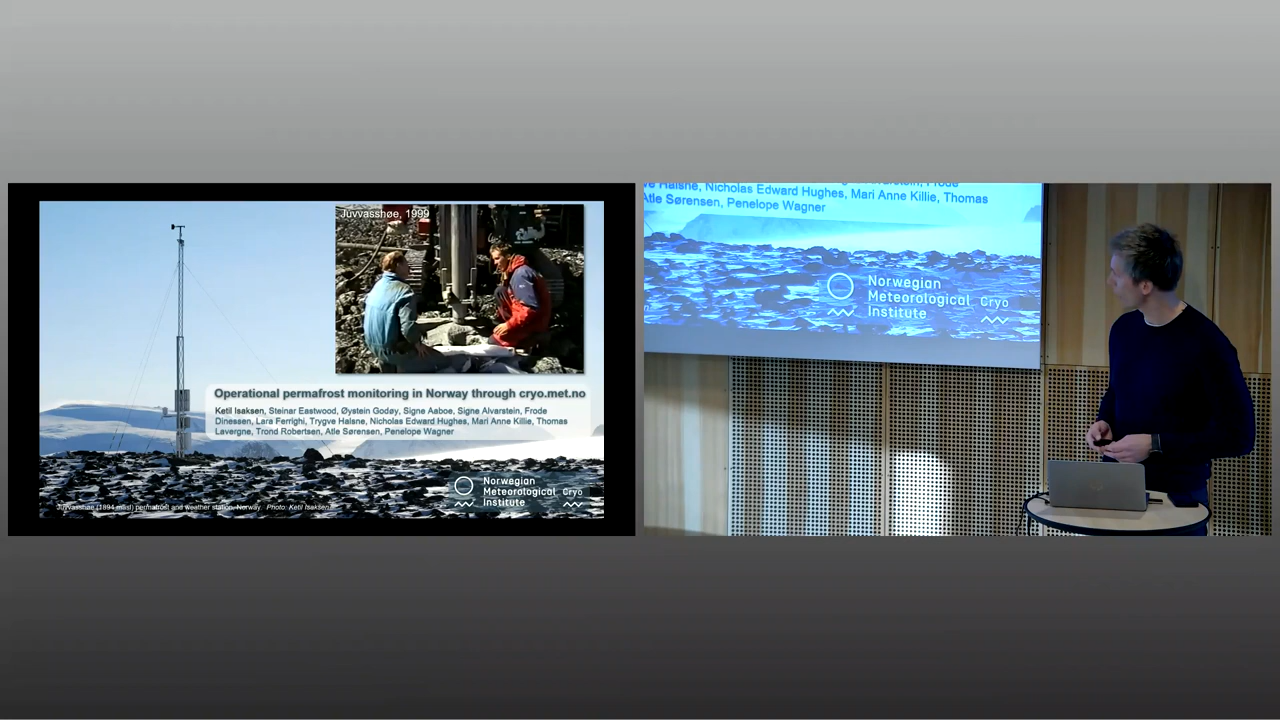 Juvvasshøe, 1999
Operational permafrost monitoring in Norway through cryo.met.no
Ketil Isaksen, Steinar Eastwood, Øystein Godøy, Signe Aaboe, Signe Alvarstein, Frode
Dinessen, Lara Ferrighi, Trygve Halsne, Nicholas Edward Hughes, Mari Anne Killie, Thomas
Lavergne, Trond Robertsen, Atle Sørensen, Penelope Wagner
Norwegian
Meteorological
Institute
Cryo
Juvvasshøe (1894 masl) permafrost and weather station, Norway. Photo: Ketil Isaksen
Halsne, Nicholas Edward Hughes, Mari Anne Killie, Thomas
Atle Sørensen, Penelope Wagner
Norwegian
Meteorological
Institute
Cryo